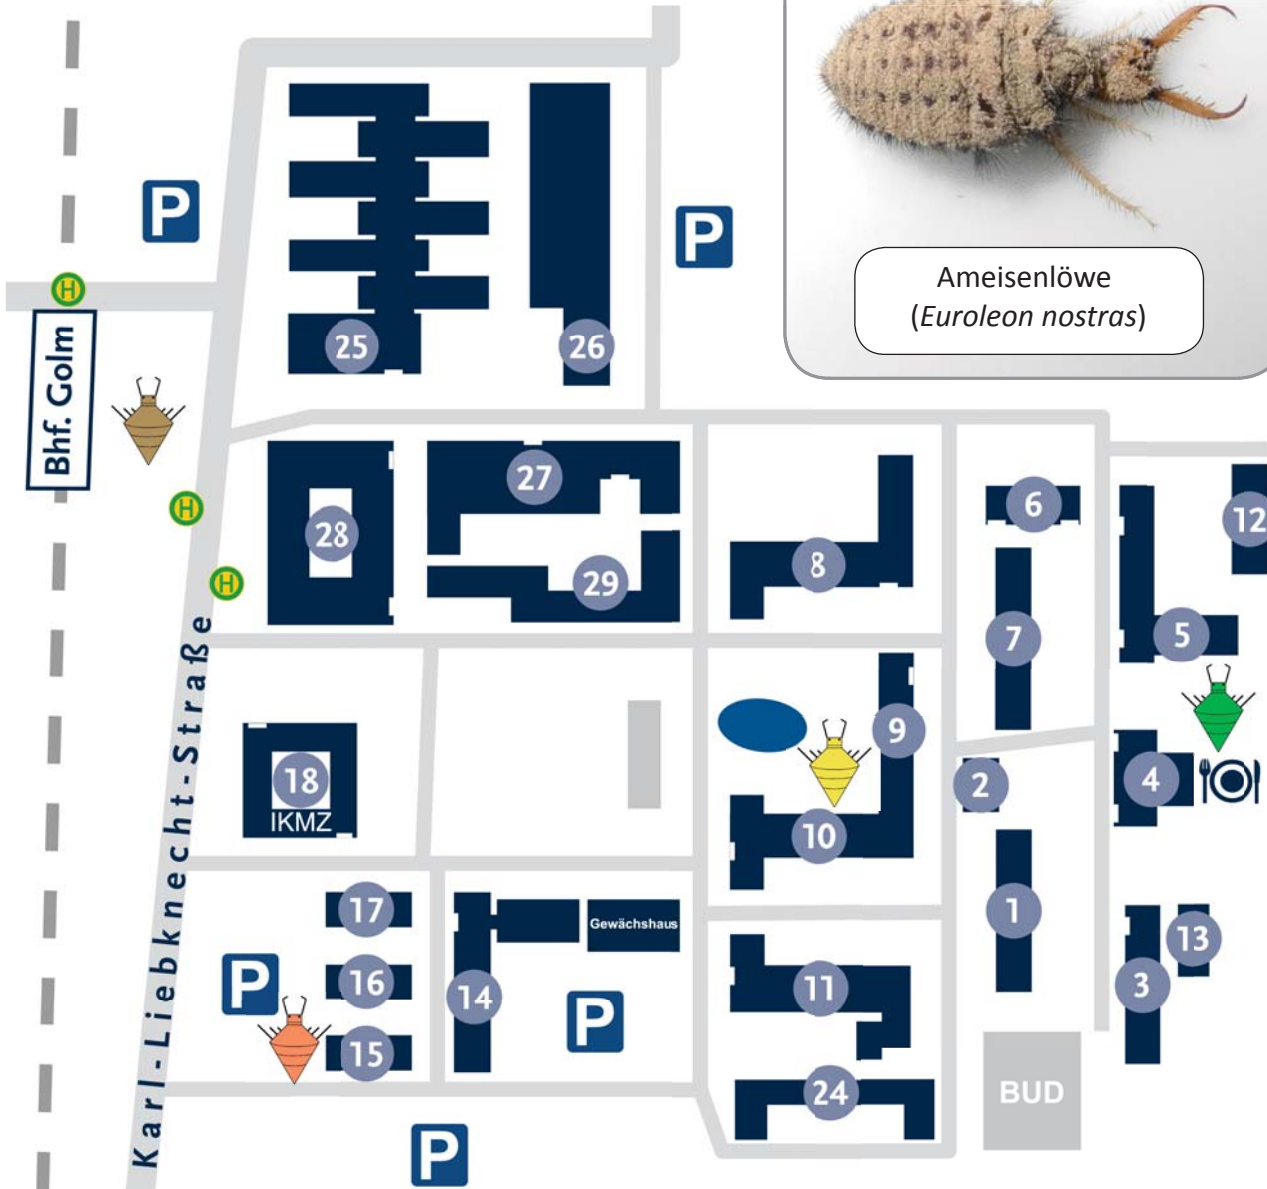 P
P
Ameisenlöwe
(Euroleon nostras)
H
Bhf. Golm
25
26
H
H
28
27
29
8
6
7
12
5
Karl-Liebknecht-Straße
18
IKMZ
9
10
2
4
1
17
16
15
P
14
Gewächshaus
P
11
24
13
3
BUD
P